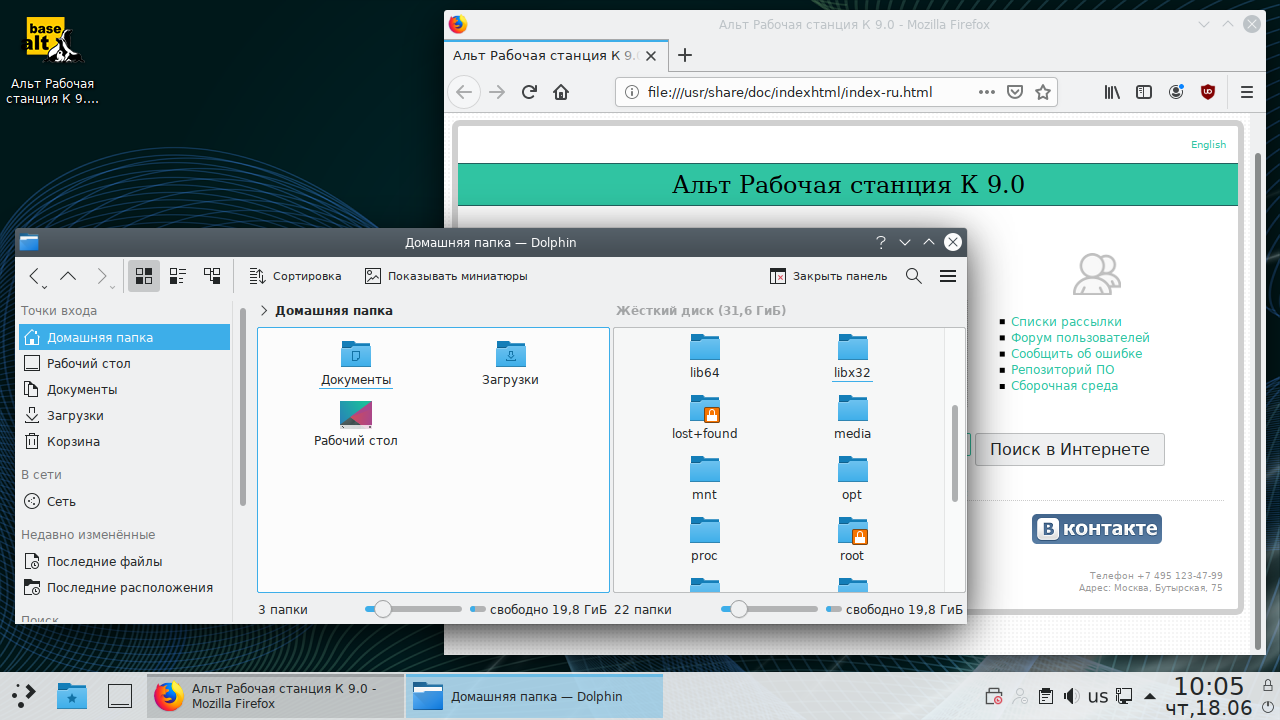 base
alt
Альт Рабочая
станция К 9....
Альт Рабочая станция К 9.0 - Mozilla Firefox
Альт Рабочая станция К 9.0
file:///usr/share/doc/indexhtml/index-ru.html
English
Альт Рабочая станция К 9.0
Списки рассылки
Форум пользователей
Сообщить об ошибке
Репозиторий ПО
Сборочная среда
Поиск в Интернете
В контакте
Телефон +7 495 123-47-99
Адрес: Москва, Бутырская, 75
Домашняя папка — Dolphin
Сортировка
Показывать миниатюры
Закрыть панель
Точки входа
Домашняя папка
Рабочий стол
Документы
Загрузки
Корзина
В сети
Сеть
Недавно изменённые
Последние файлы
Последние расположения
Поиск
Домашняя папка
Документы
Загрузки
Рабочий стол
3 папки
свободно 19,8 ГиБ
Жёсткий диск (31,6 ГиБ)
lib64
libx32
lost+found
media
mnt
opt
proc
root
22 папки
свободно 19,8 ГиБ
Альт Рабочая станция К 9.0 -
Mozilla Firefox
Домашняя папка — Dolphin
us
10:05
чт,18.06